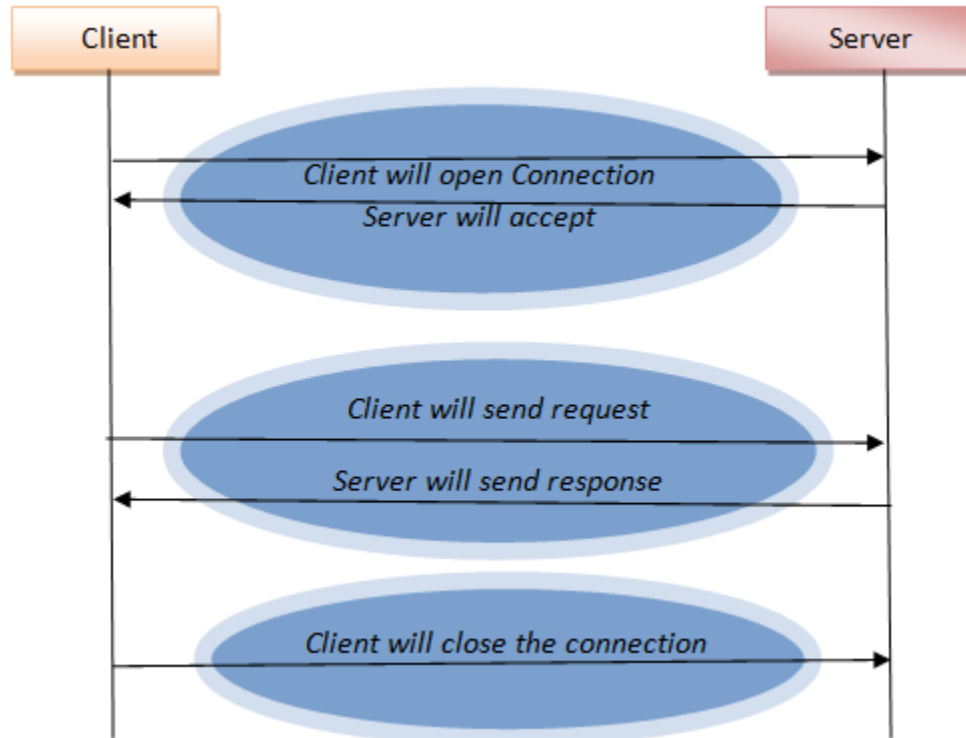 Client
Server
Client will open Connection
Server will accept
Client will send request
Server will send response
Client will close the connection